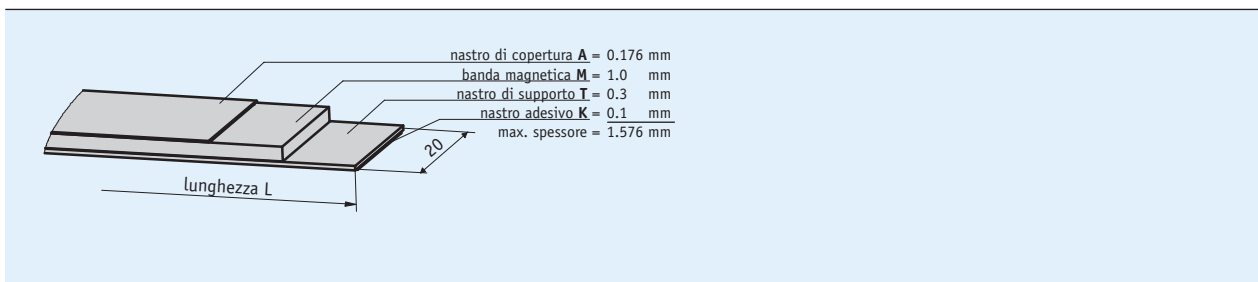 nastro di copertura A = 0.176 mm
banda magnetica M = 1.0 mm
nastro di supporto T = 0.3 mm
nastro adesivo K = 0.1 mm
max. spessore = 1.576 mm
20
lunghezza L